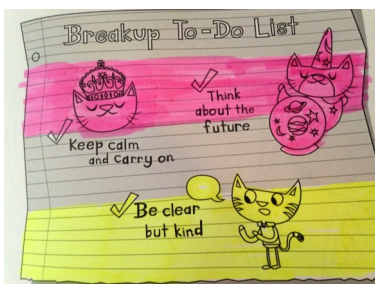 Breakup To-Do List
Keep calm
and carry on
Think
about the
future
Be clear
but kind